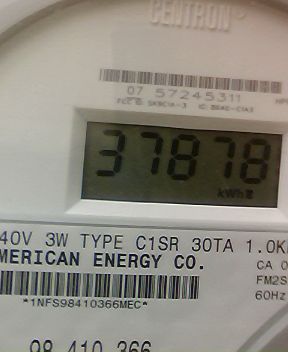 CENTRON
07 57245311
37878
kWh
40V 3W TYPE C1SR 30TA 1.0K
MERICAN ENERGY CO.
CA 0
FM2S
60Hz
*1NFS98410366MEC*
98 410 366